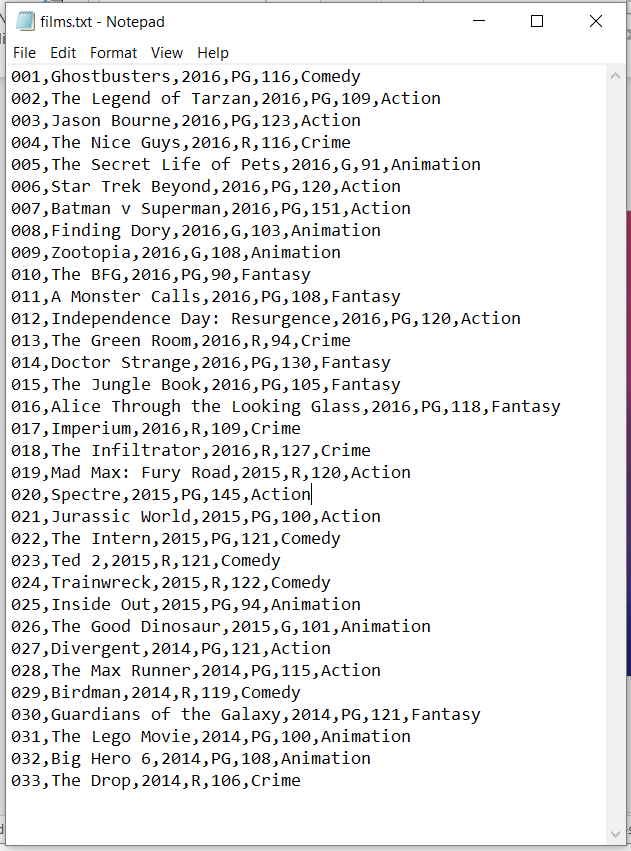 films.txt - Notepad
File Edit Format View Help
001,Ghostbusters,2016,PG,116,Comedy
002,The Legend of Tarzan,2016,PG,109,Action
003,Jason Bourne,2016,PG,123,Action
004,The Nice Guys,2016,R,116,Crime
005,The Secret Life of Pets,2016,G,91,Animation
006,Star Trek Beyond,2016,PG,120,Action
007,Batman v Superman,2016,PG,151,Action
008,Finding Dory,2016,G,103,Animation
009,Zootopia,2016,G,108,Animation
010,The BFG,2016,PG,90,Fantasy
011,A Monster Calls,2016,PG,108,Fantasy
012,Independence Day: Resurgence,2016,PG,120,Action
013,The Green Room,2016,R,94,Crime
014,Doctor Strange,2016,PG,130,Fantasy
015,The Jungle Book,2016,PG,105,Fantasy
016,Alice Through the Looking Glass,2016,PG,118,Fantasy
017,Imperium,2016,R,109,Crime
018,The Infiltrator,2016,R,127,Crime
019,Mad Max: Fury Road,2015,R,120,Action
020,Spectre,2015,PG,145,Action
021,Jurassic World,2015,PG,100,Action
022,The Intern,2015,PG,121,Comedy
023,Ted 2,2015,R,121,Comedy
024,Trainwreck,2015,R,122,Comedy
025,Inside Out,2015,PG,94,Animation
026,The Good Dinosaur,2015,G,101,Animation
027,Divergent,2014,PG,121,Action
028,The Max Runner,2014,PG,115,Action
029,Birdman,2014,R,119,Comedy
030,Guardians of the Galaxy,2014,PG,121,Fantasy
031,The Lego Movie,2014,PG,100,Animation
032,Big Hero 6,2014,PG,108,Animation
033,The Drop,2014,R,106,Crime